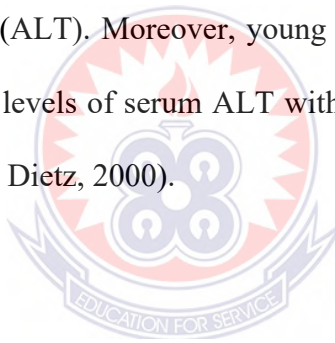 (ALT). Moreover, young
levels of serum ALT with
Dietz, 2000).
EDUCATION FOR SERVICE